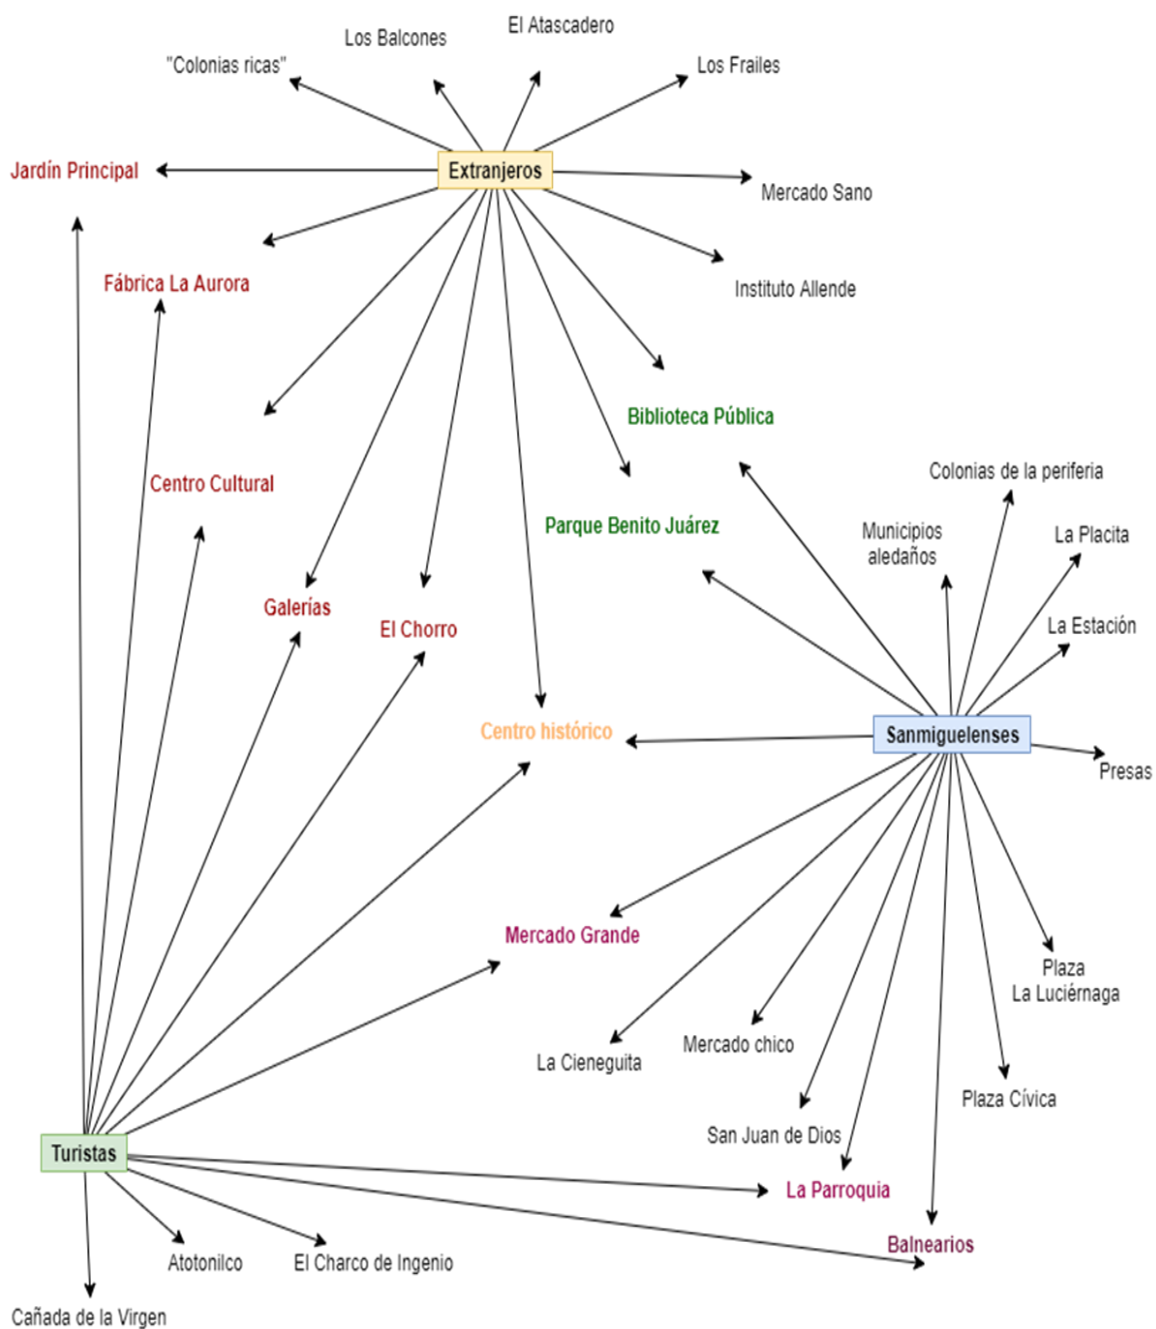 El Atascadero
Los Balcones
"Colonias ricas"
Los Frailes
Jardín Principal
Extranjeros
Mercado Sano
Fábrica La Aurora
Instituto Allende
Biblioteca Pública
Colonias de la periferia
Centro Cultural
Parque Benito Juárez
Municipios
aledaños
La Placita
Galerías
El Chorro
La Estación
Centro histórico
Sanmiguelenses
Presas
Mercado Grande
Plaza
La Luciérnaga
Mercado chico
La Cieneguita
Plaza Cívica
San Juan de Dios
Turistas
La Parroquia
Balnearios
Atotonilco
El Charco de Ingenio
Cañada de la Virgen